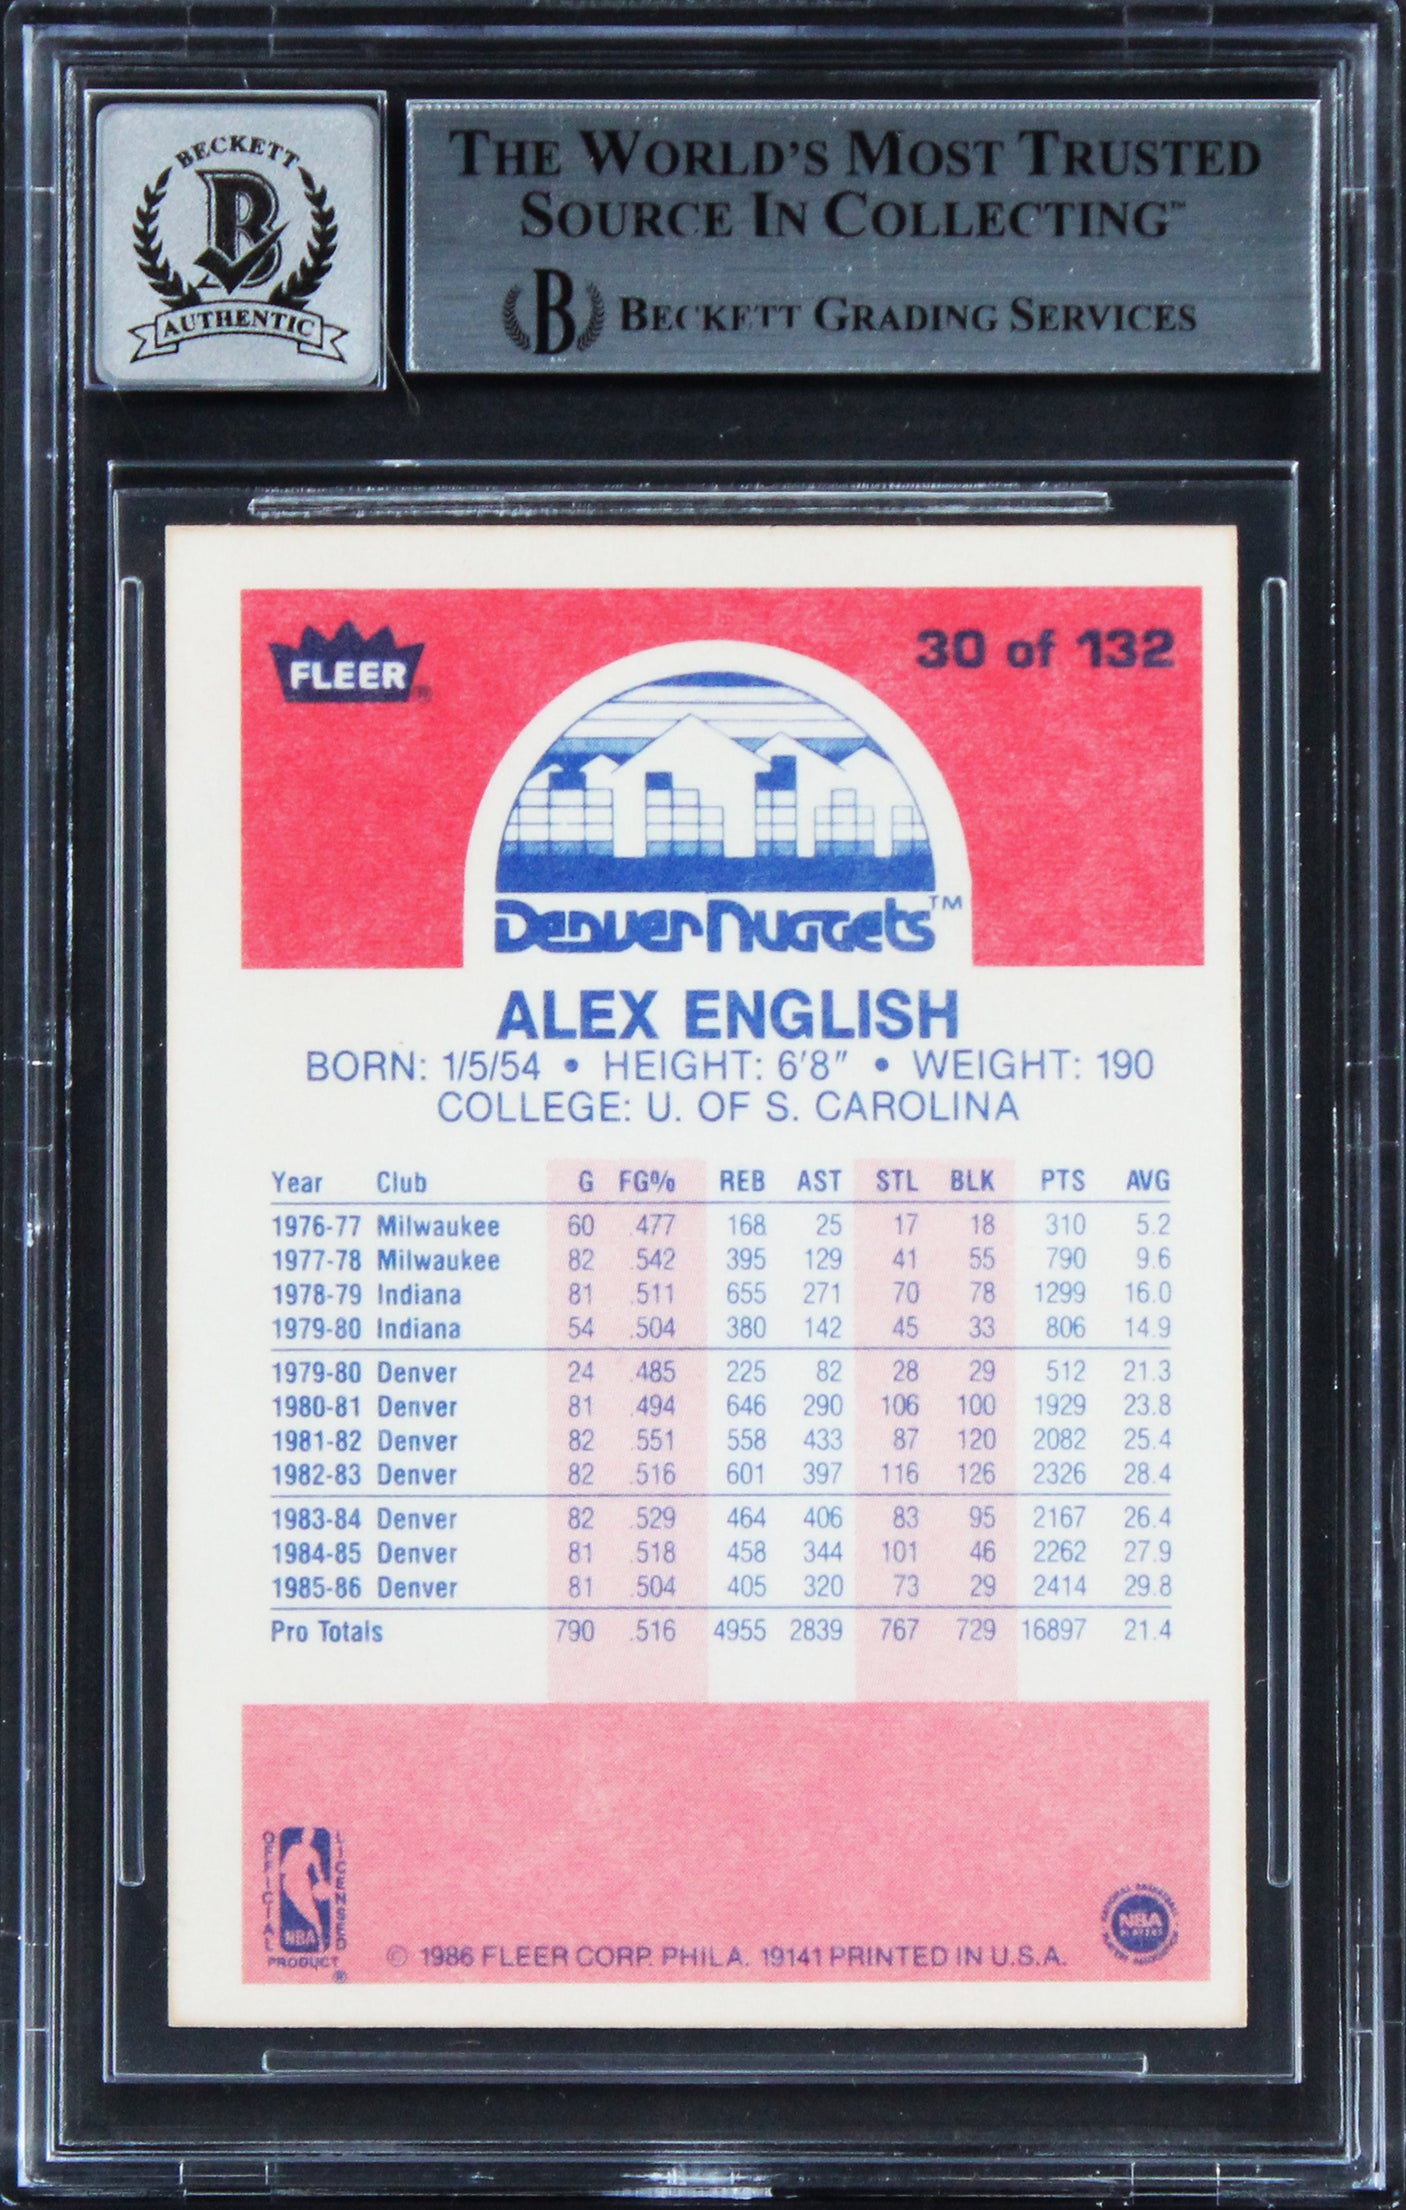 BECKETT
B
AUTHENTIC
THE WORLD'S MOST TRUSTED
SOURCE IN COLLECTING™
B BECKETT GRADING SERVICES
FLEER®
30 of 132
Denver Nuggets™
ALEX ENGLISH
BORN: 1/5/54 • HEIGHT: 6'8" • WEIGHT: 190
COLLEGE: U. OF S. CAROLINA
Year Club G FG% REB AST STL BLK PTS AVG
1976-77 Milwaukee 60 .477 168 25 17 18 310 5.2
1977-78 Milwaukee 82 .542 395 129 41 55 790 9.6
1978-79 Indiana 81 .511 655 271 70 78 1299 16.0
1979-80 Indiana 54 .504 380 142 45 33 806 14.9
1979-80 Denver 24 .485 225 82 28 29 512 21.3
1980-81 Denver 81 .494 646 290 106 100 1929 23.8
1981-82 Denver 82 .551 558 433 87 120 2082 25.4
1982-83 Denver 82 .516 601 397 116 126 2326 28.4
1983-84 Denver 82 .529 464 406 83 95 2167 26.4
1984-85 Denver 81 .518 458 344 101 46 2262 27.9
1985-86 Denver 81 .504 405 320 73 29 2414 29.8
Pro Totals 790 .516 4955 2839 767 729 16897 21.4
OFFICIAL
NBA
LICENSED
PRODUCT®
© 1986 FLEER CORP. PHILA. 19141 PRINTED IN U.S.A.
NATIONAL BASKETBALL
NBA
PLAYERS